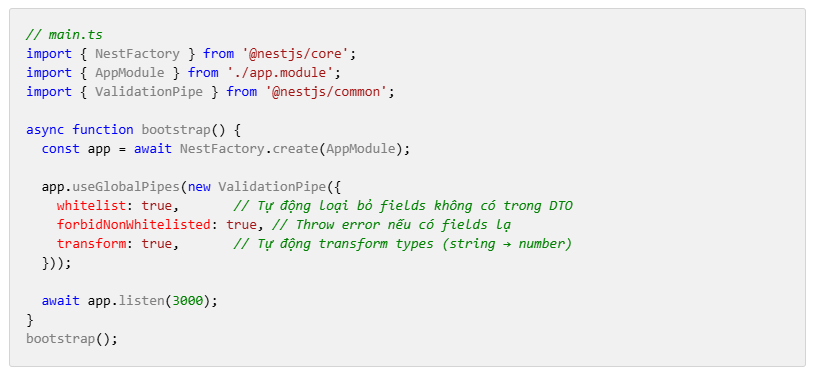 // main.ts
import { NestFactory } from '@nestjs/core';
import { AppModule } from './app.module';
import { ValidationPipe } from '@nestjs/common';

async function bootstrap() {
  const app = await NestFactory.create(AppModule);

  app.useGlobalPipes(new ValidationPipe({
    whitelist: true,       // Tự động loại bỏ fields không có trong DTO
    forbidNonWhitelisted: true, // Throw error nếu có fields lạ
    transform: true,       // Tự động transform types (string → number)
  }));

  await app.listen(3000);
}
bootstrap();